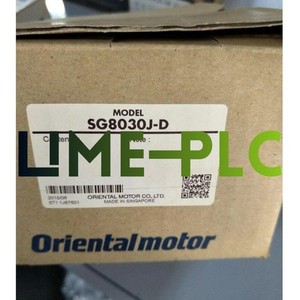 MODEL
SG8030J-D
LIME-PLC
ORIENTAL MOTOR CO., LTD.
MADE IN SINGAPORE
Orientalmotor